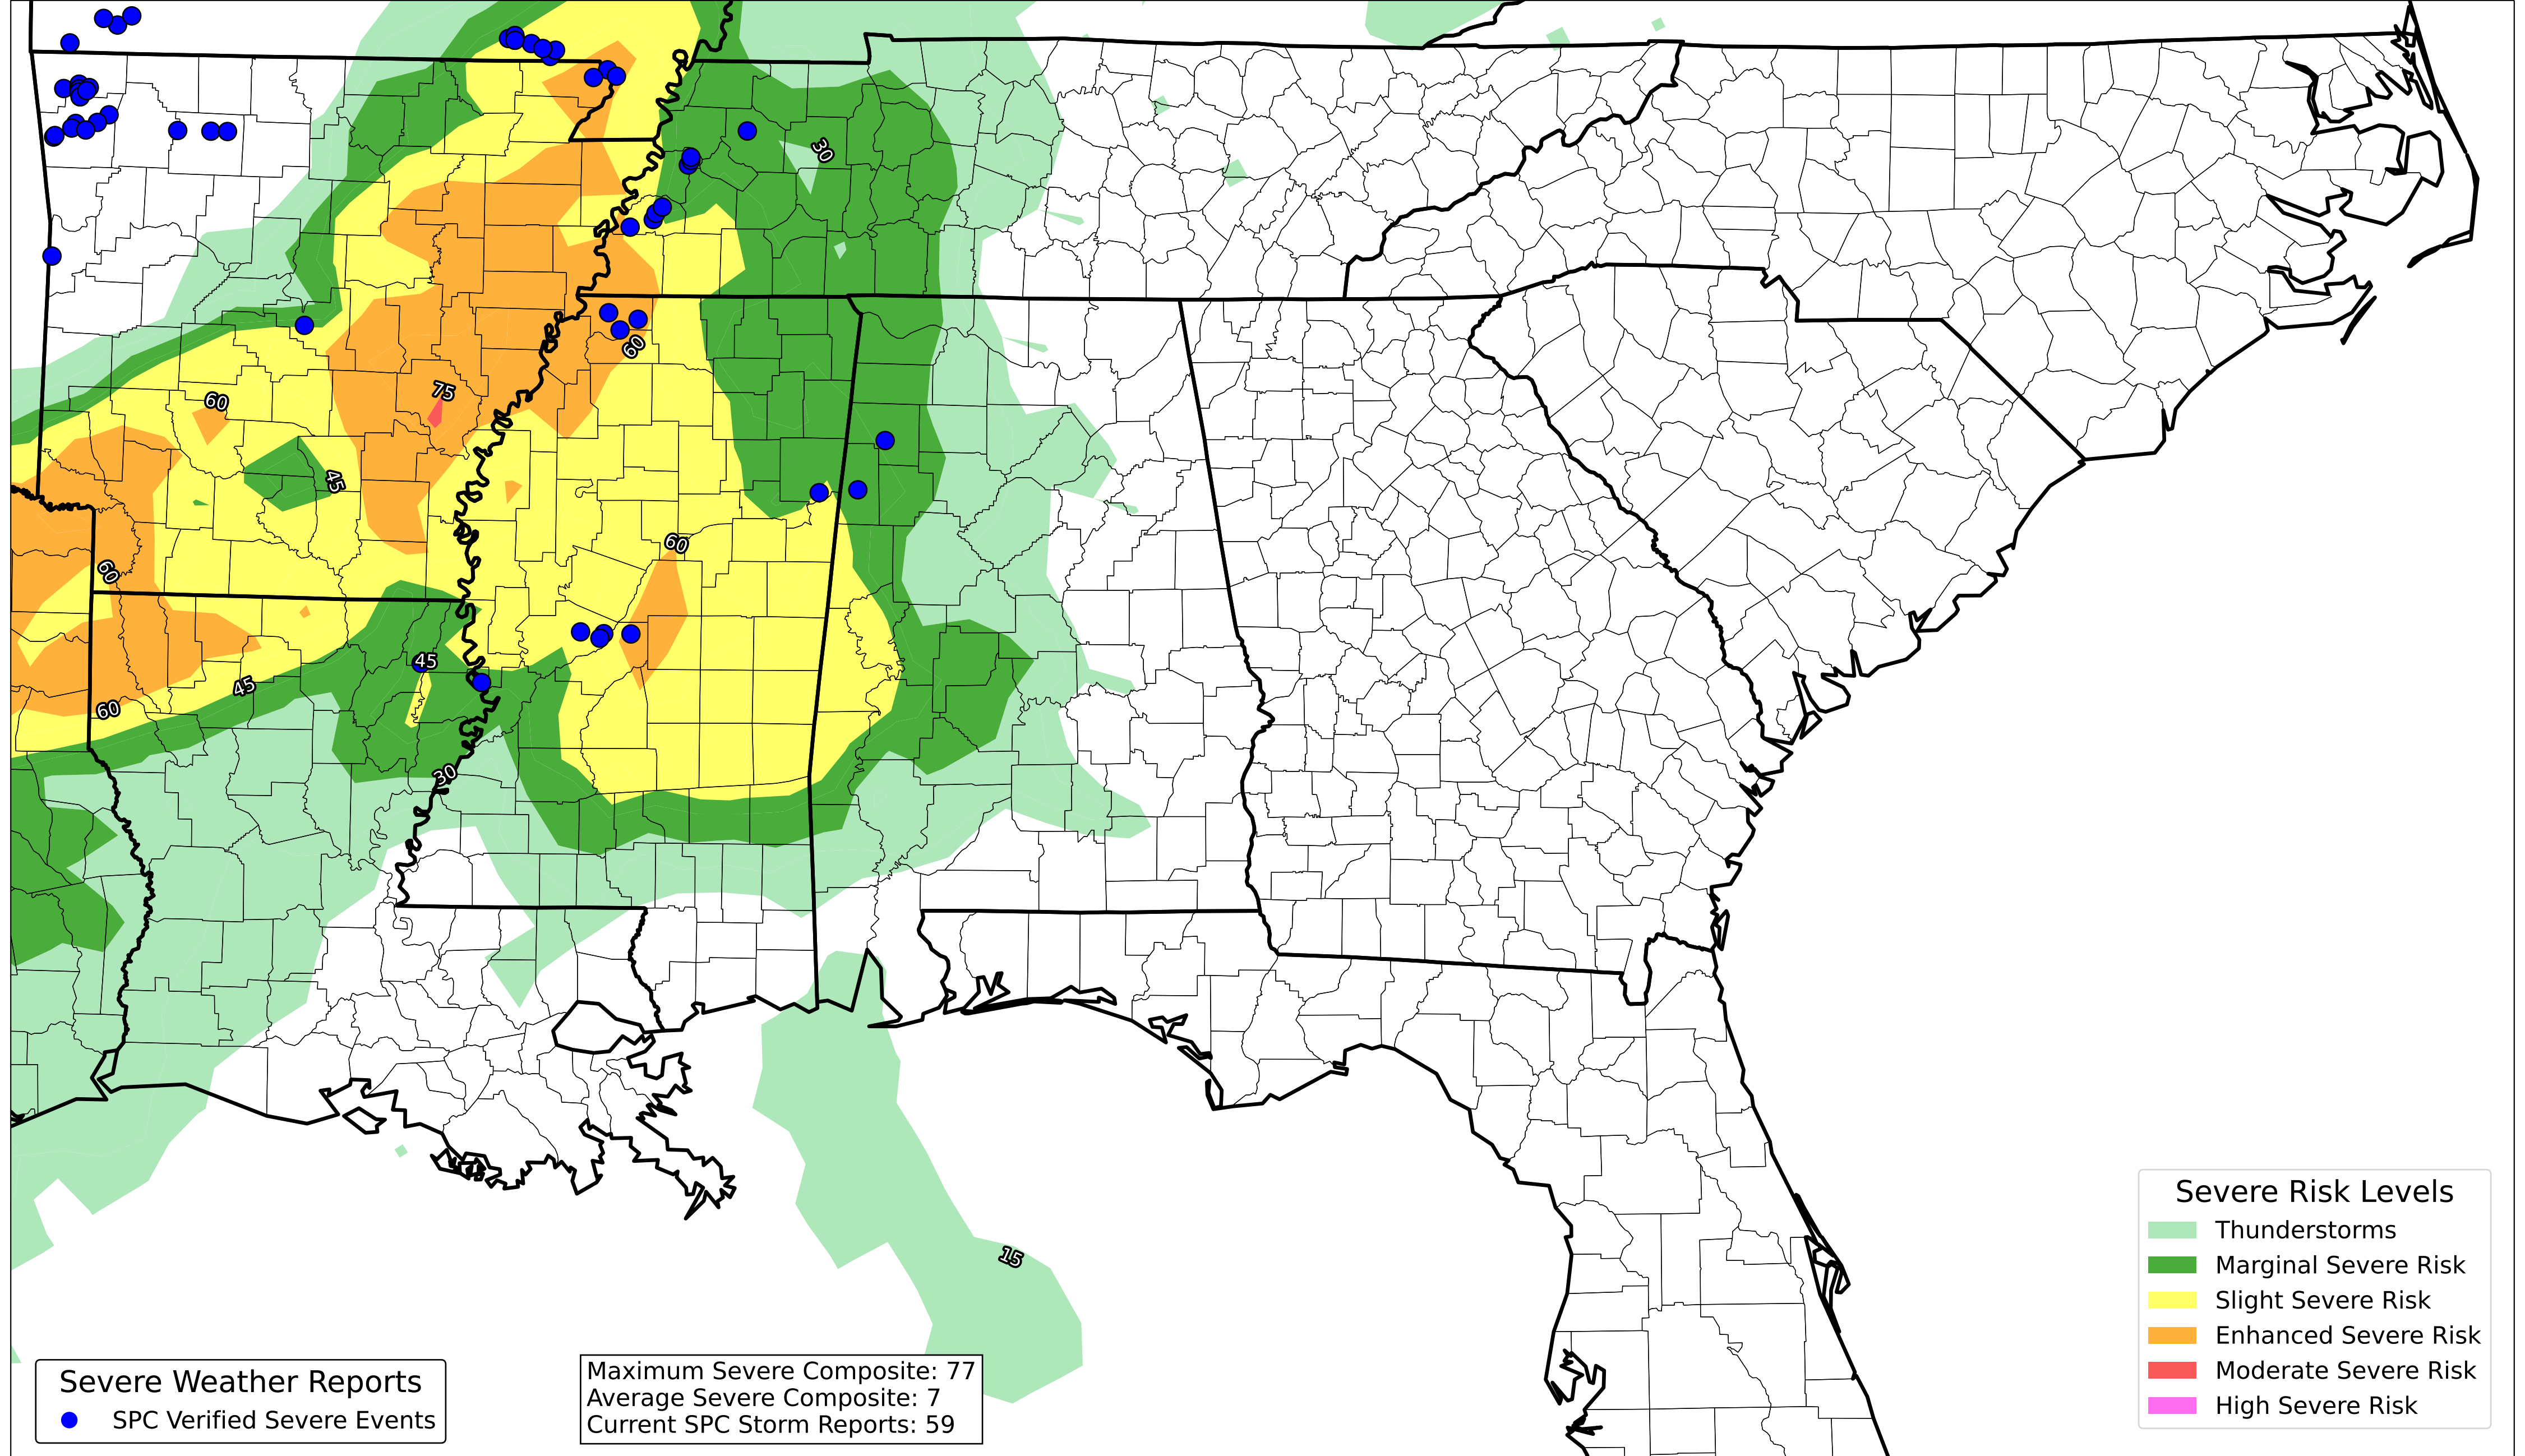 30
75
60
60
45
60
60
45
45
60
30
15
Severe Weather Reports
SPC Verified Severe Events
Maximum Severe Composite: 77
Average Severe Composite: 7
Current SPC Storm Reports: 59
Severe Risk Levels
Thunderstorms
Marginal Severe Risk
Slight Severe Risk
Enhanced Severe Risk
Moderate Severe Risk
High Severe Risk